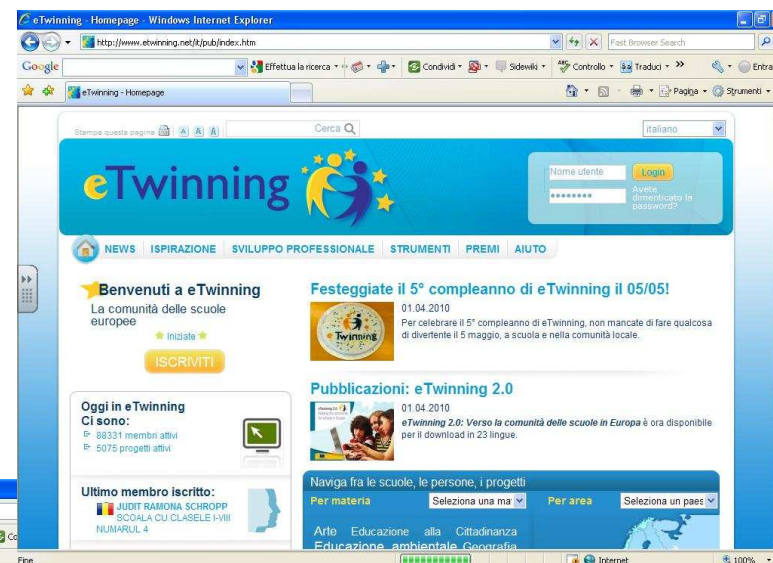 eTwinning - Homepage - Windows Internet Explorer
http://www.etwinning.net/it/pub/index.htm
Fast Browser Search
Google
Effettua la ricerca
Condividi
Sidewiki
Controllo
Traduci
Entra
eTwinning - Homepage
Pagina
Strumenti
Stampa questa pagina
A A A
Cerca
italiano
eTwinning
Nome utente
Login
Avete dimenticato la password?
NEWS ISPIRAZIONE SVILUPPO PROFESSIONALE STRUMENTI PREMI AIUTO
Benvenuti a eTwinning
La comunità delle scuole
europee
Iniziate
ISCRIVITI
Festeggiate il 5° compleanno di eTwinning il 05/05!
01.04.2010
Per celebrare il 5° compleanno di eTwinning, non mancate di fare qualcosa
di divertente il 5 maggio, a scuola e nella comunità locale.
Twinning
Pubblicazioni: eTwinning 2.0
01.04.2010
eTwinning 2.0: Verso la comunità delle scuole in Europa è ora disponibile
per il download in 23 lingue.
Oggi in eTwinning
Ci sono:
88331 membri attivi
5075 progetti attivi
Ultimo membro iscritto:
JUDIT RAMONA SCHROPP
SCOALA CU CLASELE I-VIII
NUMARUL 4
Naviga fra le scuole, le persone, i progetti
Per materia
Seleziona una ma
Per area
Seleziona un paes
Arte Educazione alla Cittadinanza
Educazione ambientale Geografia
Co
Fine
Internet
100%